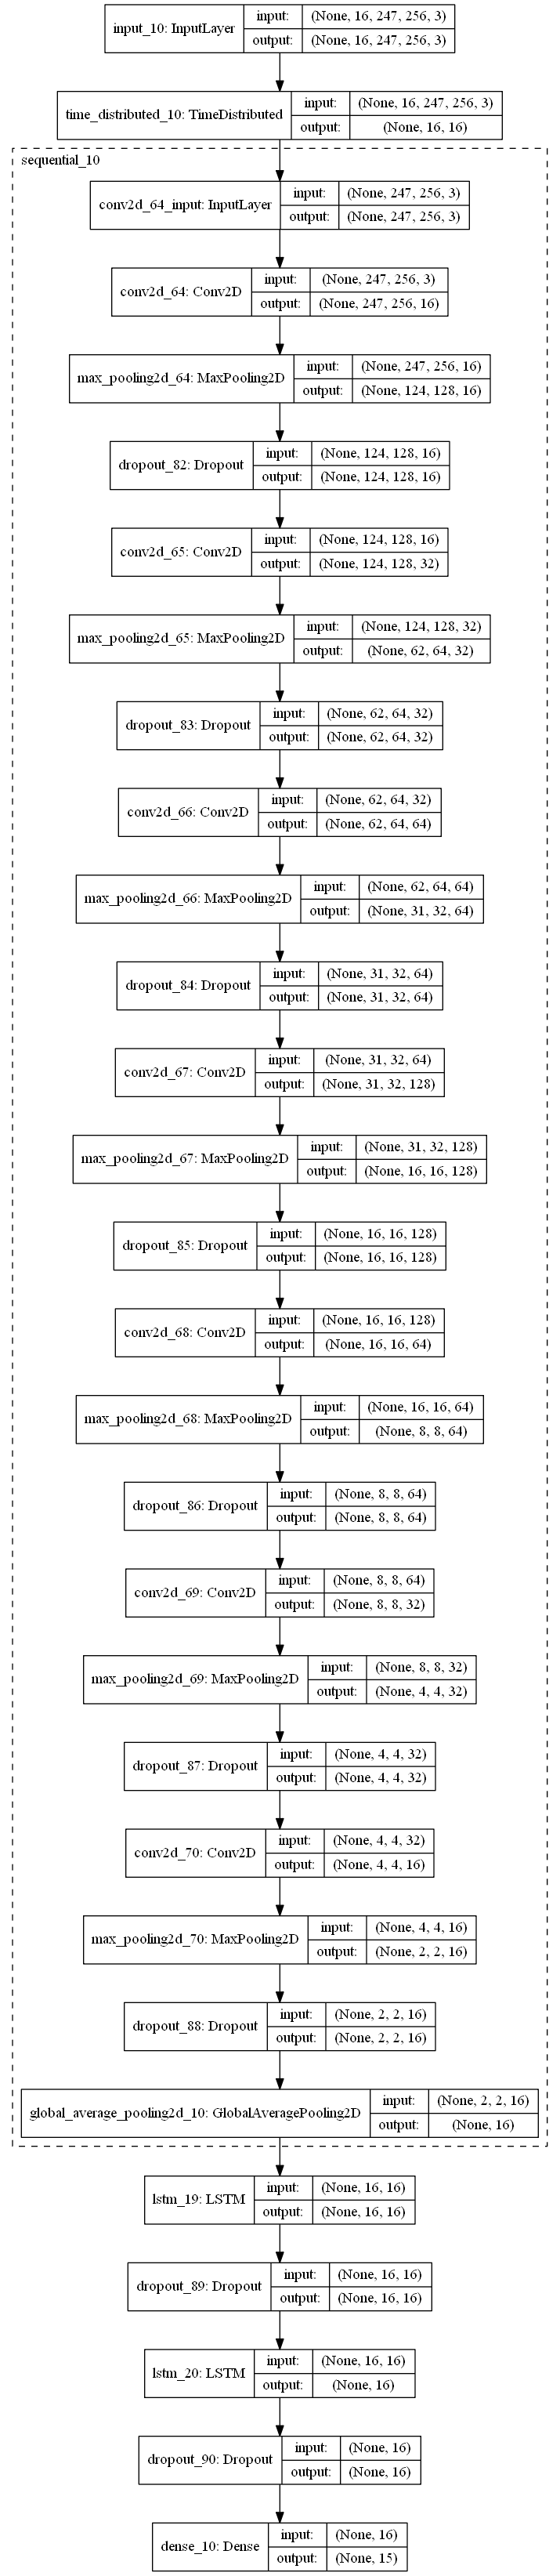 input_10: InputLayer
input: (None, 16, 247, 256, 3)
output: (None, 16, 247, 256, 3)
time_distributed_10: TimeDistributed
input: (None, 16, 247, 256, 3)
output: (None, 16, 16)
sequential_10
conv2d_64_input: InputLayer
input: (None, 247, 256, 3)
output: (None, 247, 256, 3)
conv2d_64: Conv2D
input: (None, 247, 256, 3)
output: (None, 247, 256, 16)
max_pooling2d_64: MaxPooling2D
input: (None, 247, 256, 16)
output: (None, 124, 128, 16)
dropout_82: Dropout
input: (None, 124, 128, 16)
output: (None, 124, 128, 16)
conv2d_65: Conv2D
input: (None, 124, 128, 16)
output: (None, 124, 128, 32)
max_pooling2d_65: MaxPooling2D
input: (None, 124, 128, 32)
output: (None, 62, 64, 32)
dropout_83: Dropout
input: (None, 62, 64, 32)
output: (None, 62, 64, 32)
conv2d_66: Conv2D
input: (None, 62, 64, 32)
output: (None, 62, 64, 64)
max_pooling2d_66: MaxPooling2D
input: (None, 62, 64, 64)
output: (None, 31, 32, 64)
dropout_84: Dropout
input: (None, 31, 32, 64)
output: (None, 31, 32, 64)
conv2d_67: Conv2D
input: (None, 31, 32, 64)
output: (None, 31, 32, 128)
max_pooling2d_67: MaxPooling2D
input: (None, 31, 32, 128)
output: (None, 16, 16, 128)
dropout_85: Dropout
input: (None, 16, 16, 128)
output: (None, 16, 16, 128)
conv2d_68: Conv2D
input: (None, 16, 16, 128)
output: (None, 16, 16, 64)
max_pooling2d_68: MaxPooling2D
input: (None, 16, 16, 64)
output: (None, 8, 8, 64)
dropout_86: Dropout
input: (None, 8, 8, 64)
output: (None, 8, 8, 64)
conv2d_69: Conv2D
input: (None, 8, 8, 64)
output: (None, 8, 8, 32)
max_pooling2d_69: MaxPooling2D
input: (None, 8, 8, 32)
output: (None, 4, 4, 32)
dropout_87: Dropout
input: (None, 4, 4, 32)
output: (None, 4, 4, 32)
conv2d_70: Conv2D
input: (None, 4, 4, 32)
output: (None, 4, 4, 16)
max_pooling2d_70: MaxPooling2D
input: (None, 4, 4, 16)
output: (None, 2, 2, 16)
dropout_88: Dropout
input: (None, 2, 2, 16)
output: (None, 2, 2, 16)
global_average_pooling2d_10: GlobalAveragePooling2D
input: (None, 2, 2, 16)
output: (None, 16)
lstm_19: LSTM
input: (None, 16, 16)
output: (None, 16, 16)
dropout_89: Dropout
input: (None, 16, 16)
output: (None, 16, 16)
lstm_20: LSTM
input: (None, 16, 16)
output: (None, 16)
dropout_90: Dropout
input: (None, 16)
output: (None, 16)
dense_10: Dense
input: (None, 16)
output: (None, 15)